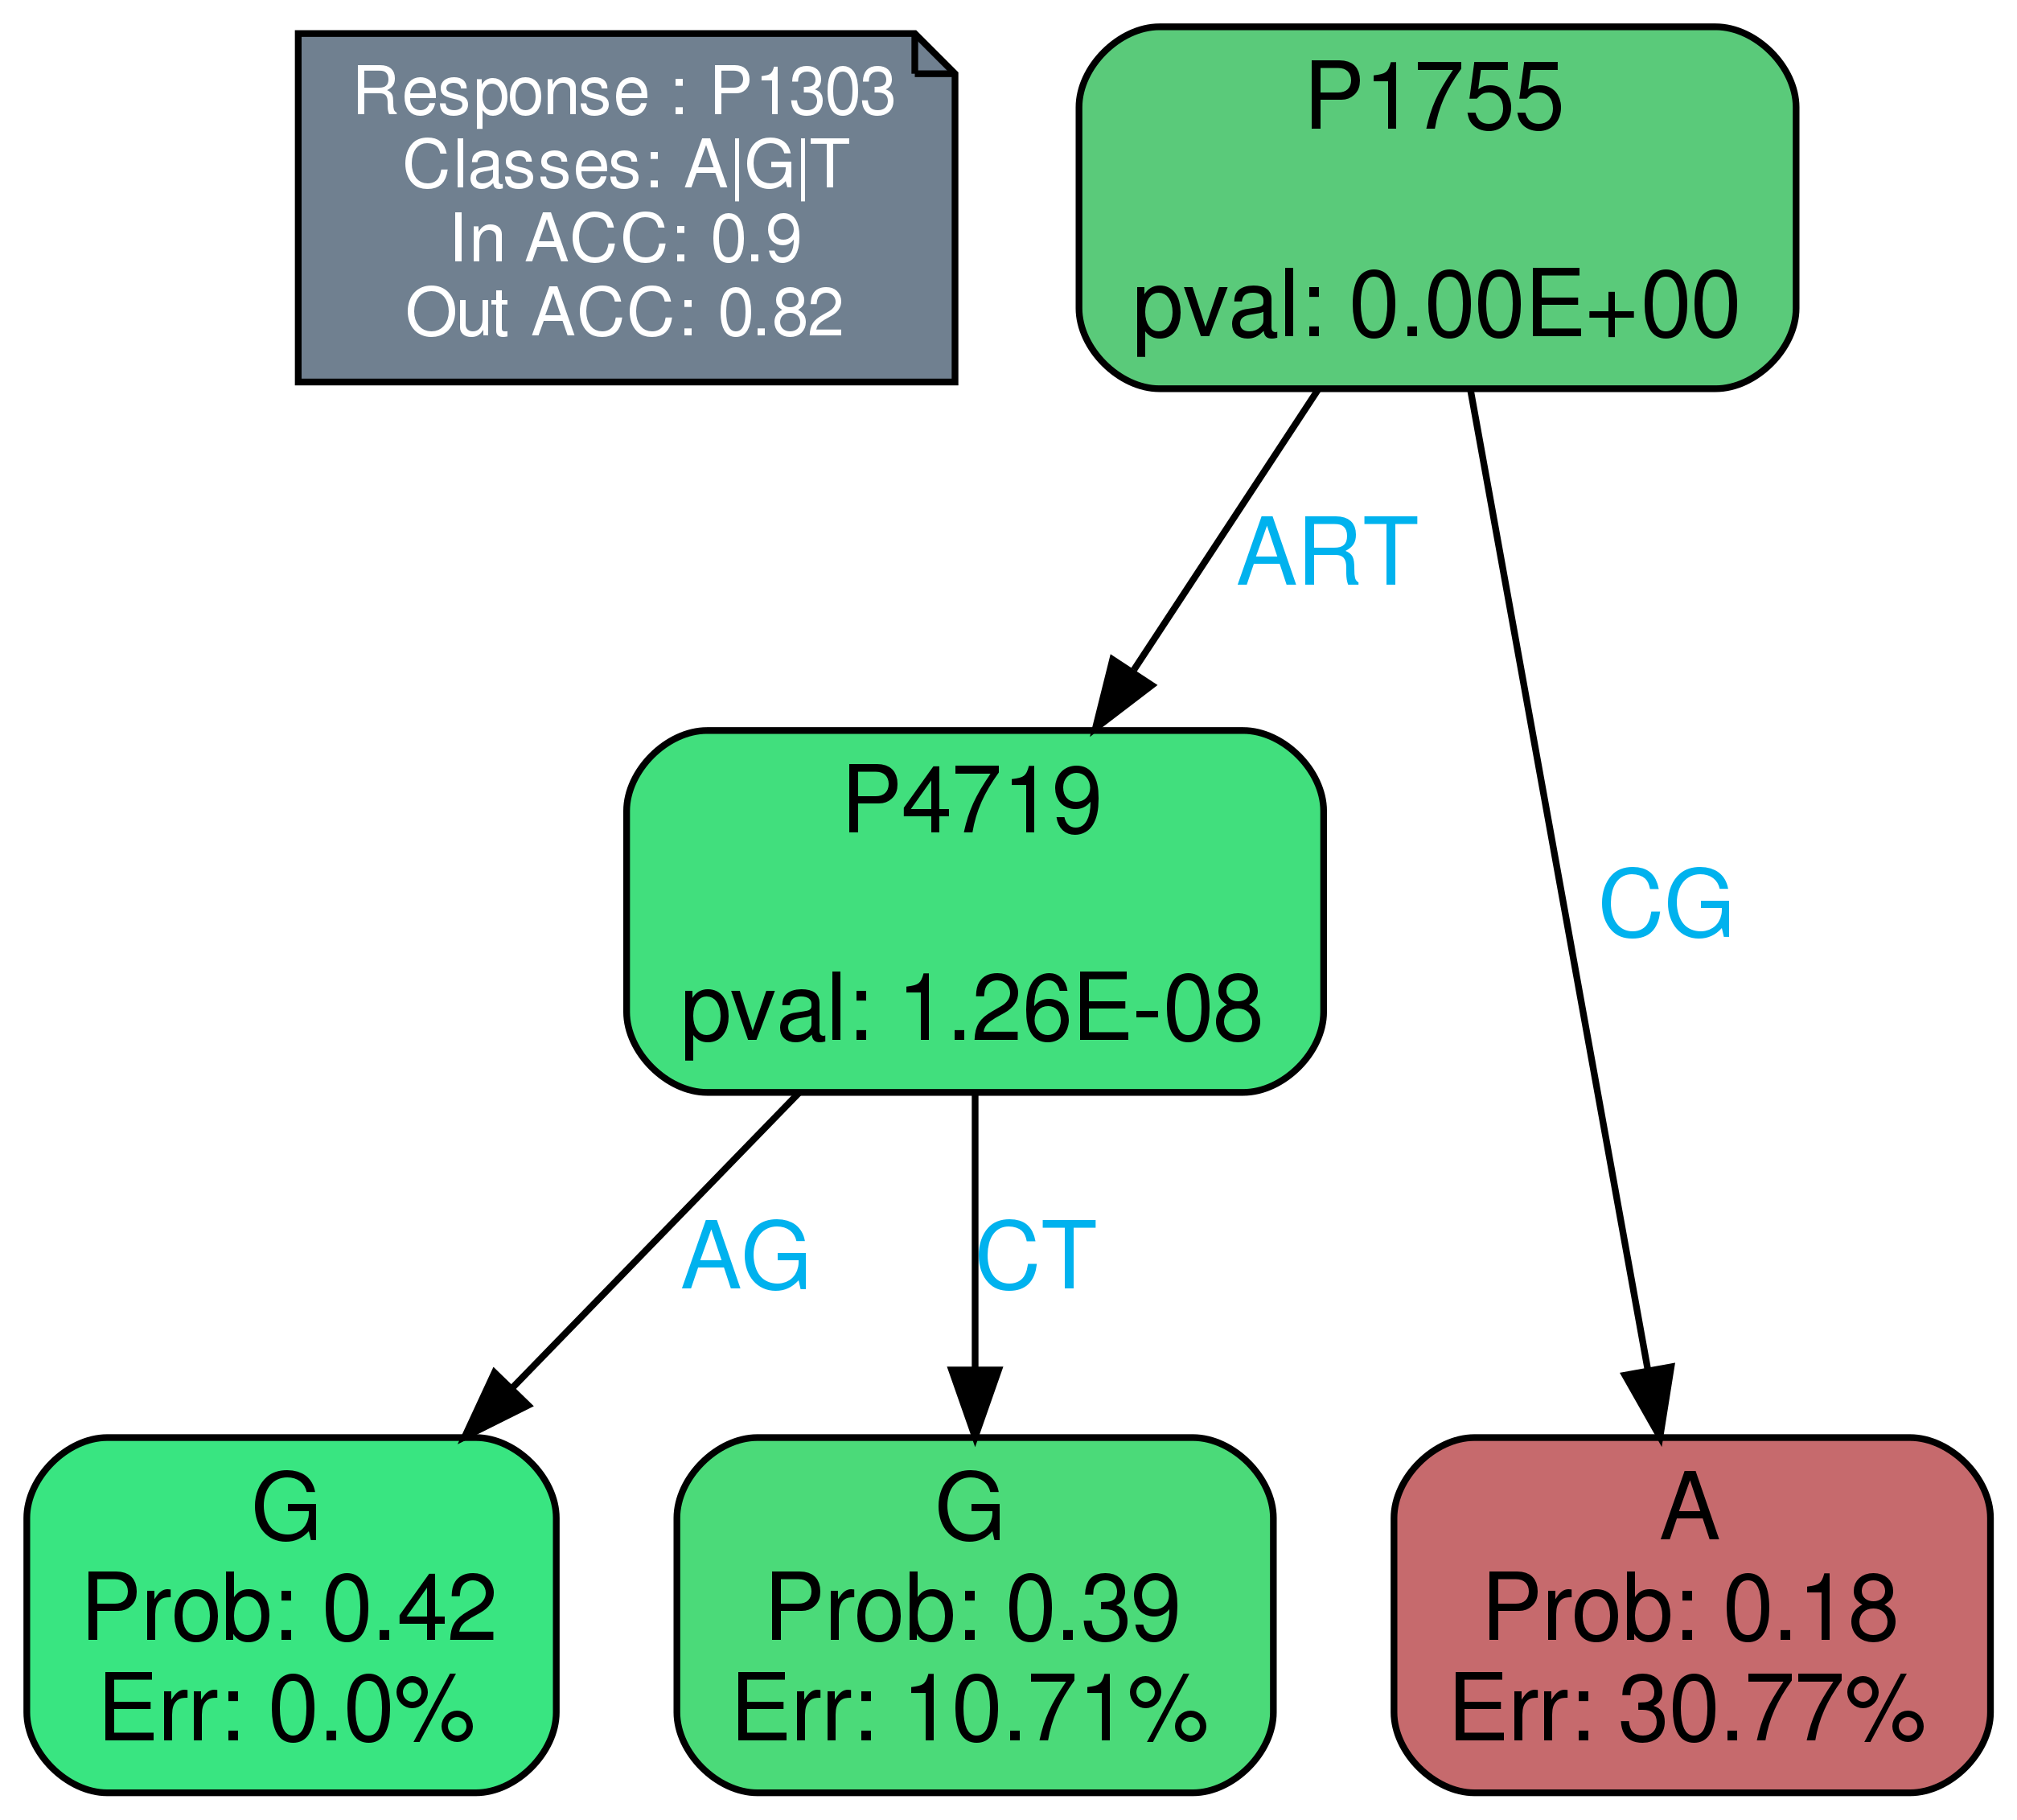 Response : P1303
Classes: A|G|T
In ACC: 0.9
Out ACC: 0.82
P1755
pval: 0.00E+00
ART
CG
P4719
pval: 1.26E-08
AG
CT
G
Prob: 0.42
Err: 0.0%
G
Prob: 0.39
Err: 10.71%
A
Prob: 0.18
Err: 30.77%